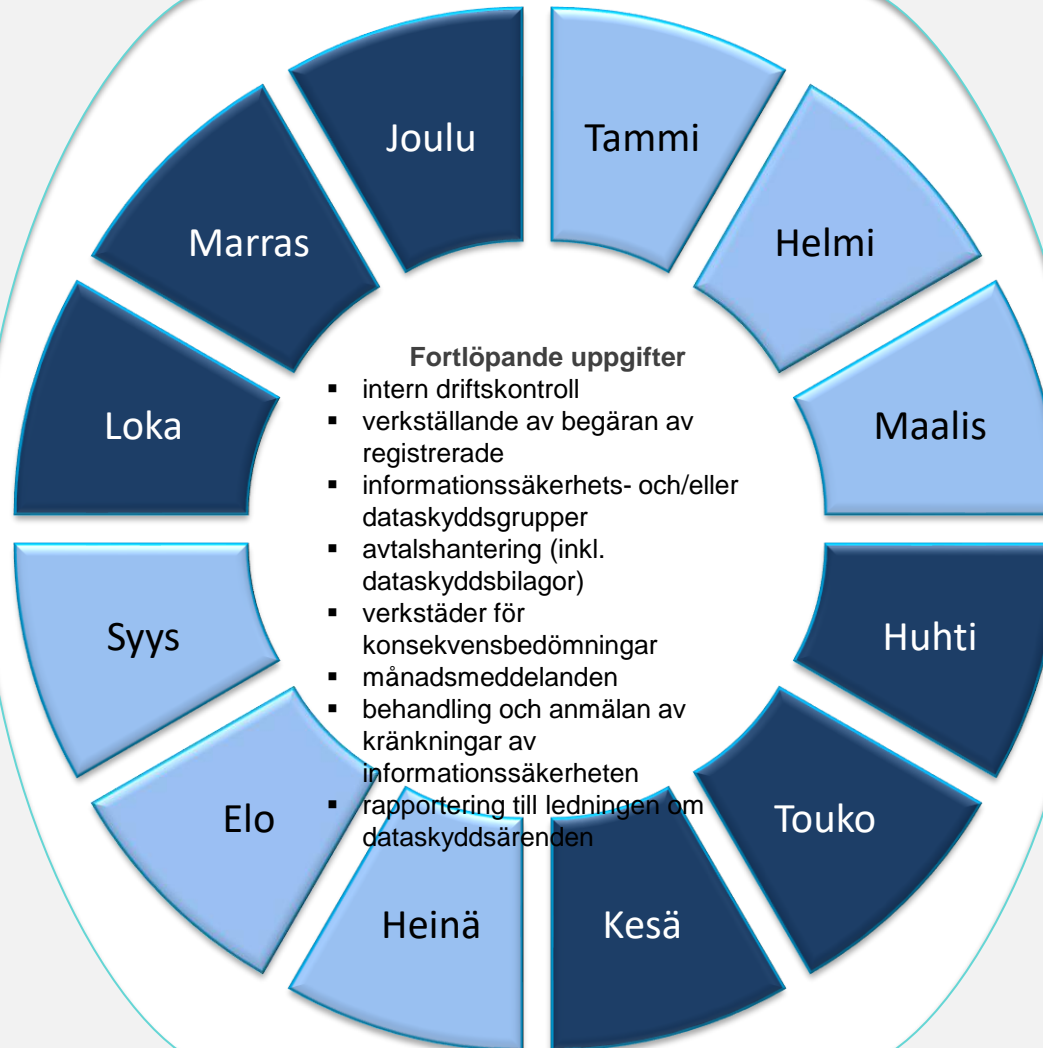 Joulu
Tammi
Marras
Helmi
Loka
Maalis
Fortlöpande uppgifter
▪ intern driftskontroll
▪ verkställande av begäran av
registrerade
▪ informationssäkerhets- och/eller
dataskyddsgrupper
▪ avtalshantering (inkl.
dataskyddsbilagor)
▪ verkstäder för
konsekvensbedömningar
▪ månadsmeddelanden
▪ behandling och anmälan av
kränkningar av
informationssäkerheten
▪ rapportering till ledningen om
dataskyddsärenden
Syys
Huhti
Elo
Touko
Heinä
Kesä